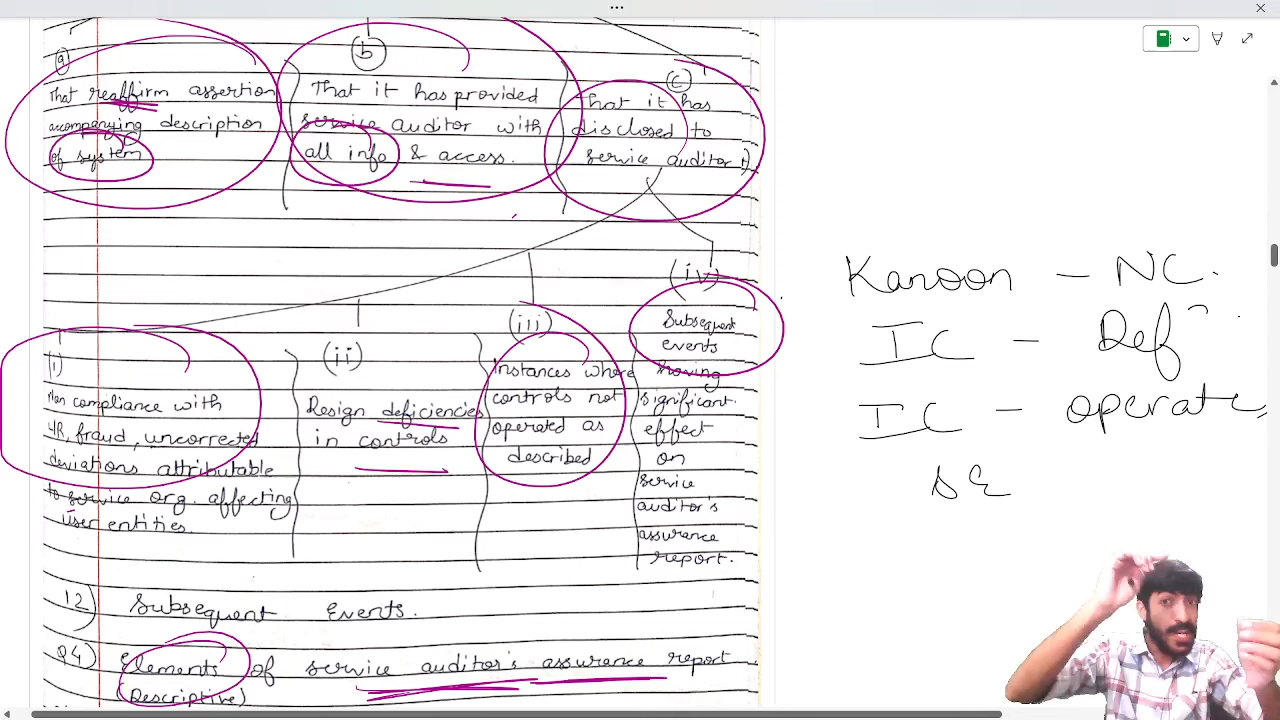 (a)
That reaffirm assertion
accompanying description
of system
(b)
That it has provided
service auditor with
all info & access.
(c)
That it has
disclosed to
service auditor
(i)
Non compliance with
4R, fraud, uncorrected
deviations attributable
to service org. affecting
user entities.
(ii)
Design deficiencies
in controls
(iii)
Instances where
controls not
operated as
described
(iv)
Subsequent
events
having
significant
effect
on
service
auditor's
assurance
report.
12) Subsequent Events.
Q4) Elements of service auditor's assurance report
(Descriptive)
Kanoon - NC.
IC - Def
IC - operate
SE